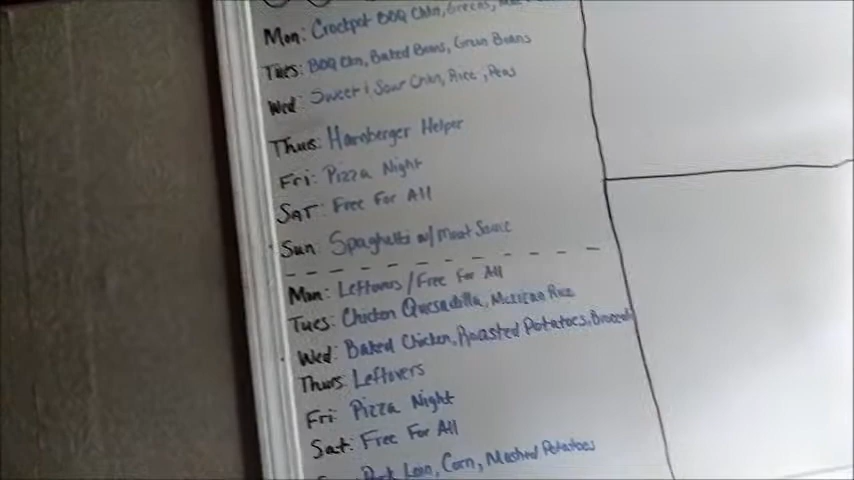 Mon: Crockpot BBQ Chkn, Greens,
Tues: BBQ Ckn, Baked Beans, Green Beans
Wed: Sweet & Sour Chkn, Rice, Peas
Thurs: Hamberger Helper
Fri: Pizza Night
SAT: Free For All
Sun: Spaghetti w/ Meat Sauce
Mon: Leftovers/Free For All
Tues: Chicken Quesadilla, Mexican Rice
Wed: Baked Chicken, Roasted Potatoes, Broccoli
Thurs: Leftovers
Fri: Pizza Night
Sat: Free For All
Pork Loin, Corn, Mashed Potatoes